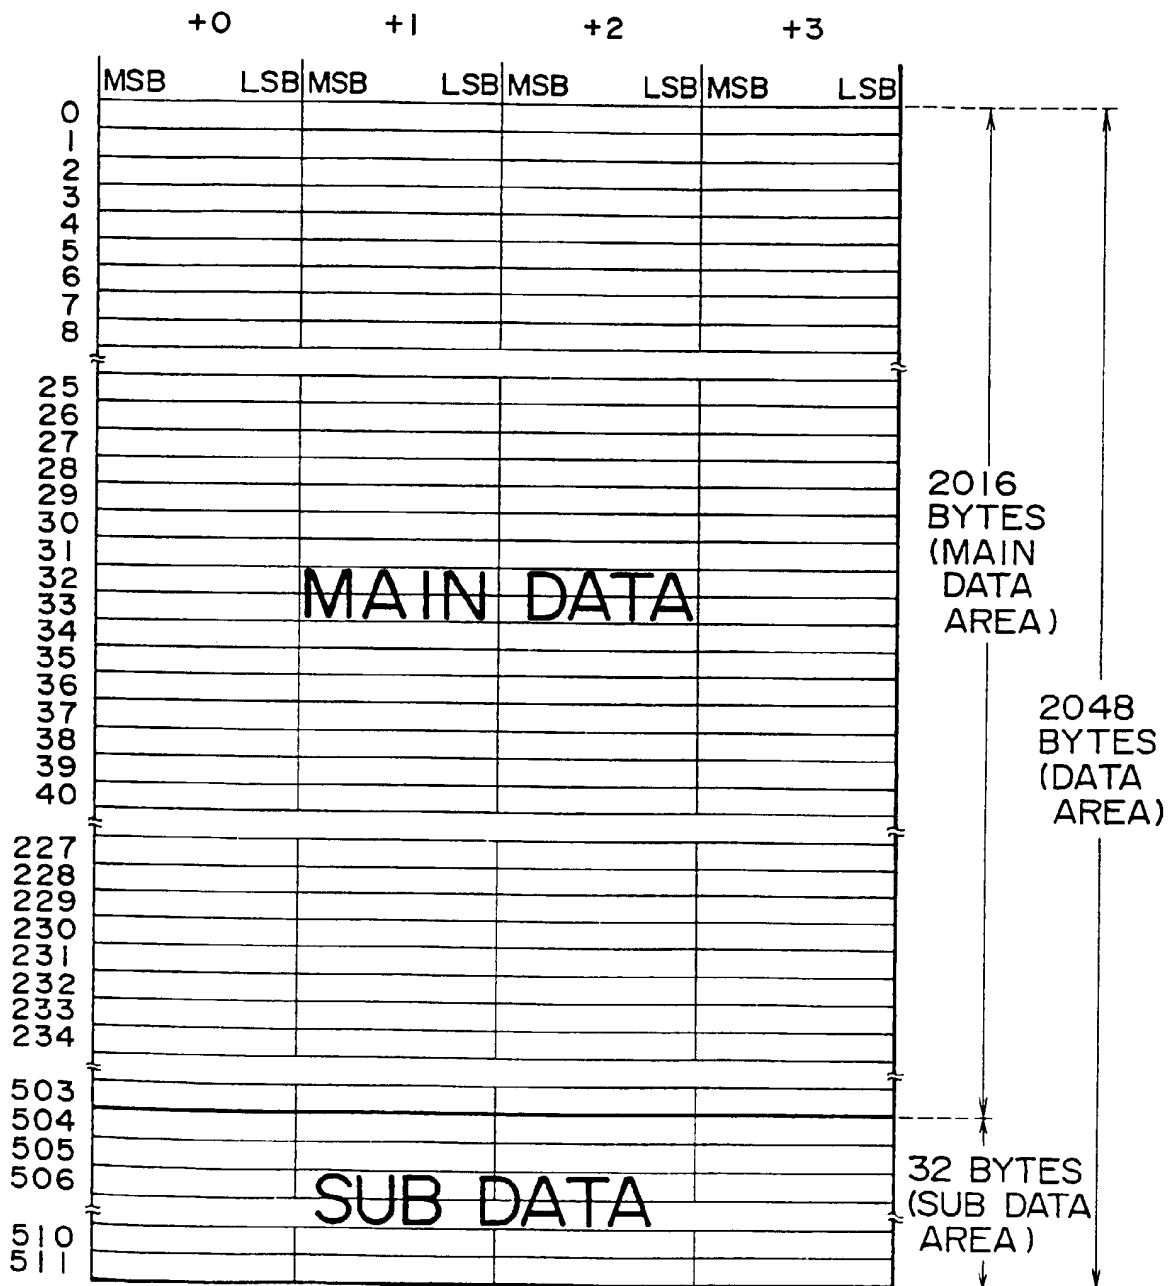 +0 +1 +2 +3
MSB LSB MSB LSB MSB LSB MSB LSB
0
1
2
3
4
5
6
7
8
25
26
27
28
29
30
31
32
33
34
35
36
37
38
39
40
MAIN DATA
2016
BYTES
(MAIN
DATA
AREA)
2048
BYTES
(DATA
AREA)
227
228
229
230
231
232
233
234
503
504
505
506
510
511
SUB DATA
32 BYTES
(SUB DATA
AREA)